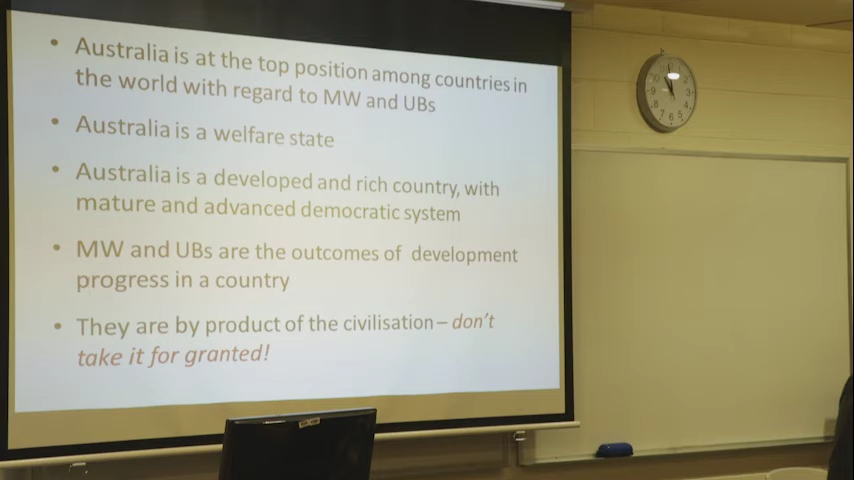 • Australia is at the top position among countries in
the world with regard to MW and UBs
• Australia is a welfare state
• Australia is a developed and rich country, with
mature and advanced democratic system
• MW and UBs are the outcomes of development
progress in a country
• They are by product of the civilisation – don't
take it for granted!